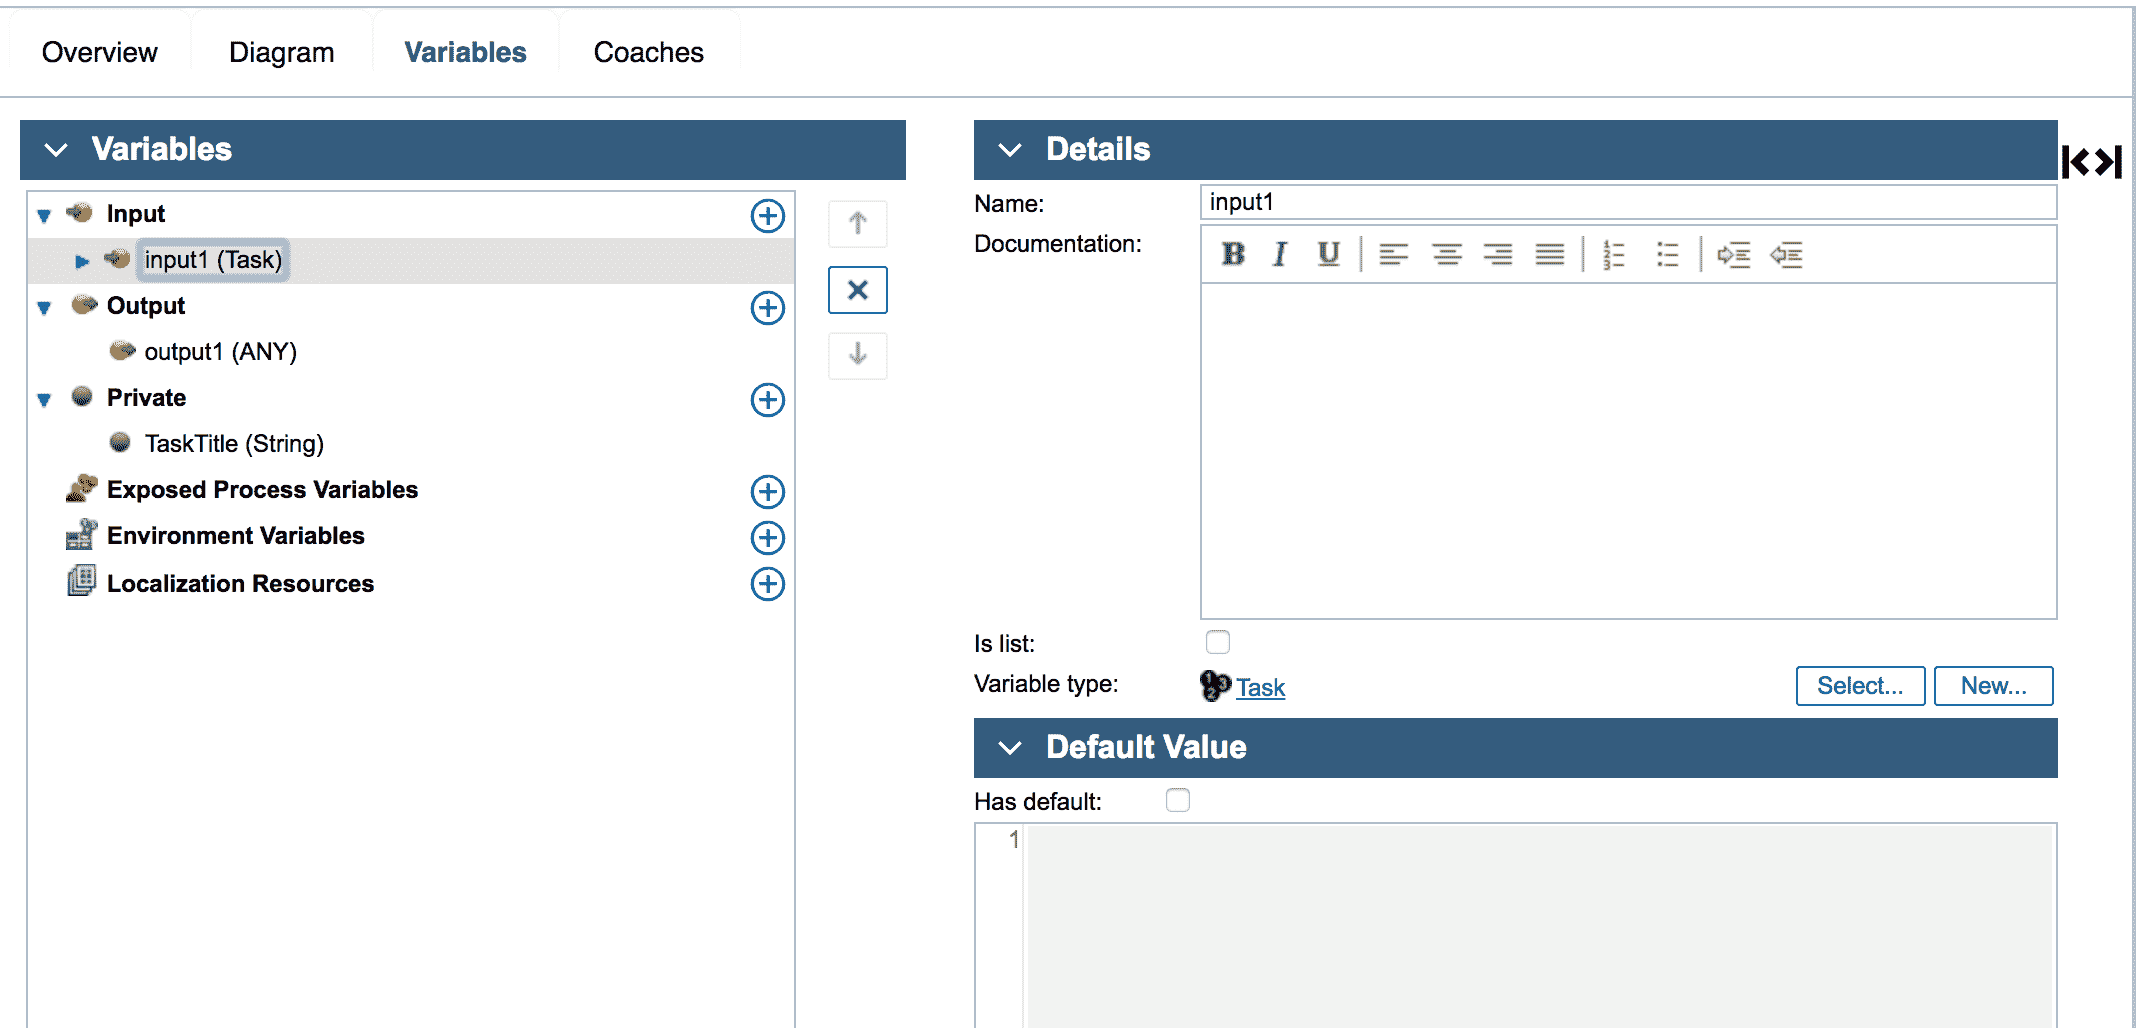 Overview Diagram Variables Coaches
Variables
Input
input1 (Task)
Output
output1 (ANY)
Private
TaskTitle (String)
Exposed Process Variables
Environment Variables
Localization Resources
Details
Name: input1
Documentation:
B I U
Is list:
Variable type: Task Select... New...
Default Value
Has default:
1